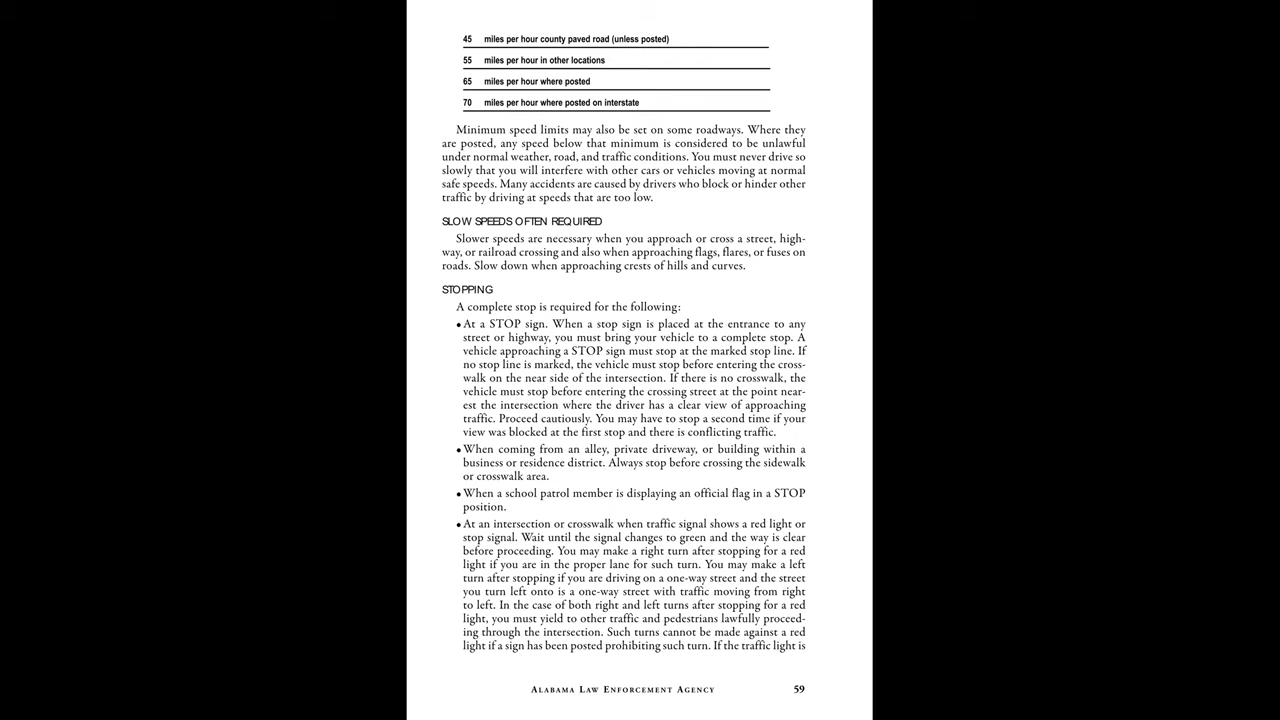 45 miles per hour county paved road (unless posted)
55 miles per hour in other locations
65 miles per hour where posted
70 miles per hour where posted on interstate
Minimum speed limits may also be set on some roadways. Where they
are posted, any speed below that minimum is considered to be unlawful
under normal weather, road, and traffic conditions. You must never drive so
slowly that you will interfere with other cars or vehicles moving at normal
safe speeds. Many accidents are caused by drivers who block or hinder other
traffic by driving at speeds that are too low.
SLOW SPEEDS OFTEN REQUIRED
Slower speeds are necessary when you approach or cross a street, high-
way, or railroad crossing and also when approaching flags, flares, or fuses on
roads. Slow down when approaching crests of hills and curves.
STOPPING
A complete stop is required for the following:
• At a STOP sign. When a stop sign is placed at the entrance to any
street or highway, you must bring your vehicle to a complete stop. A
vehicle approaching a STOP sign must stop at the marked stop line. If
no stop line is marked, the vehicle must stop before entering the cross-
walk on the near side of the intersection. If there is no crosswalk, the
vehicle must stop before entering the crossing street at the point near-
est the intersection where the driver has a clear view of approaching
traffic. Proceed cautiously. You may have to stop a second time if your
view was blocked at the first stop and there is conflicting traffic.
• When coming from an alley, private driveway, or building within a
business or residence district. Always stop before crossing the sidewalk
or crosswalk area.
• When a school patrol member is displaying an official flag in a STOP
position.
• At an intersection or crosswalk when traffic signal shows a red light or
stop signal. Wait until the signal changes to green and the way is clear
before proceeding. You may make a right turn after stopping for a red
light if you are in the proper lane for such turn. You may make a left
turn after stopping if you are driving on a one-way street and the street
you turn left onto is a one-way street with traffic moving from right
to left. In the case of both right and left turns after stopping for a red
light, you must yield to other traffic and pedestrians lawfully proceed-
ing through the intersection. Such turns cannot be made against a red
light if a sign has been posted prohibiting such turn. If the traffic light is
ALABAMA LAW ENFORCEMENT AGENCY 59